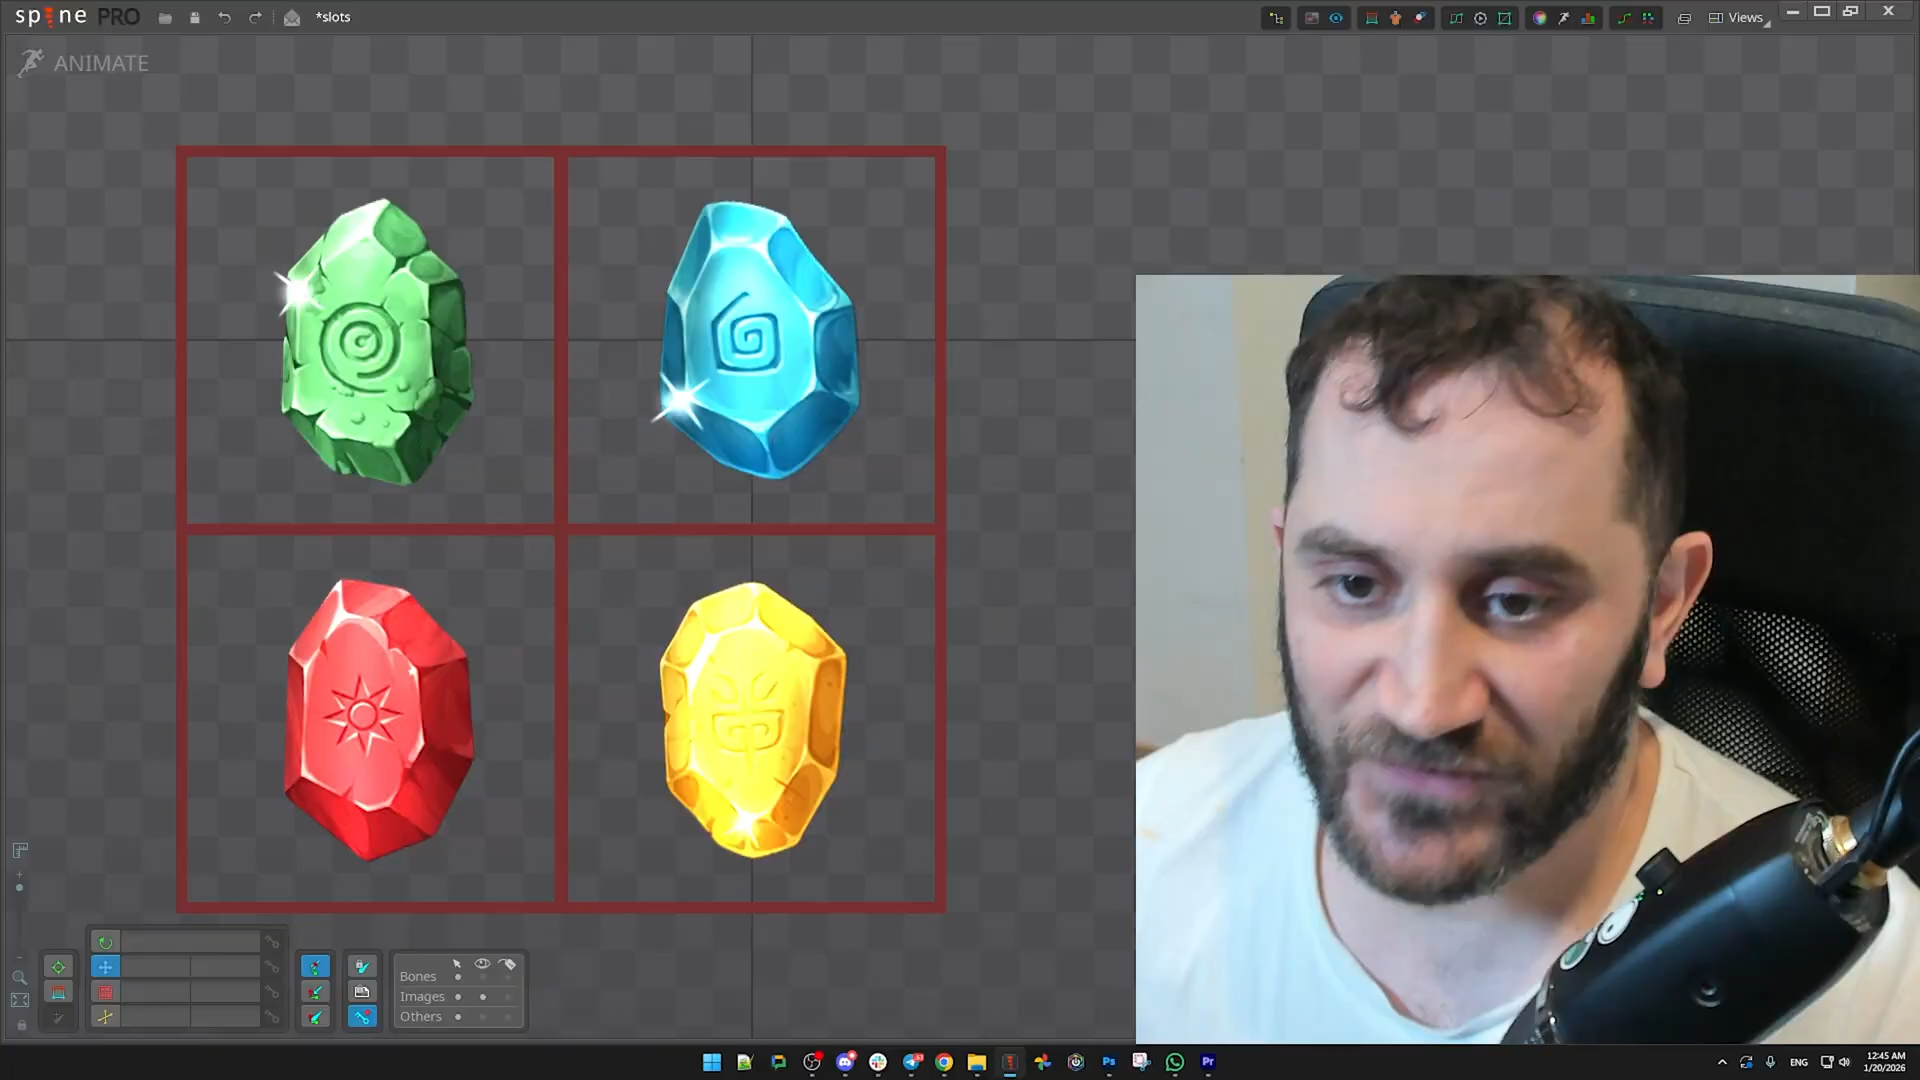 spine PRO
*slots
Views
ANIMATE
Bones
Images
Others
ENG
12:45 AM
1/20/2026